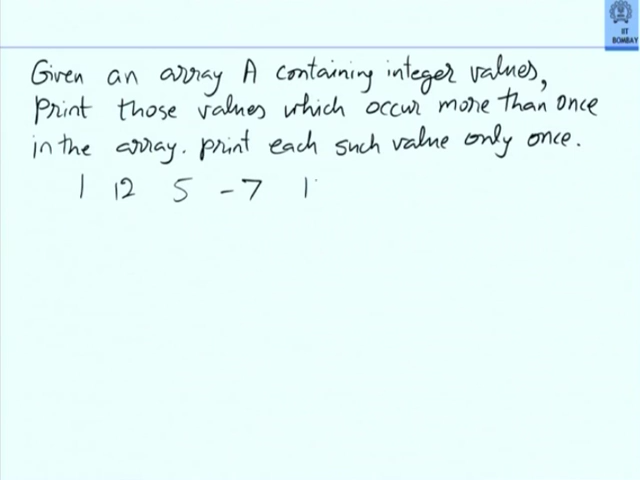 IIT
BOMBAY
Given an array A containing integer values,
print those values which occur more than once
in the array. print each such value only once.
1 12 5 -7 1